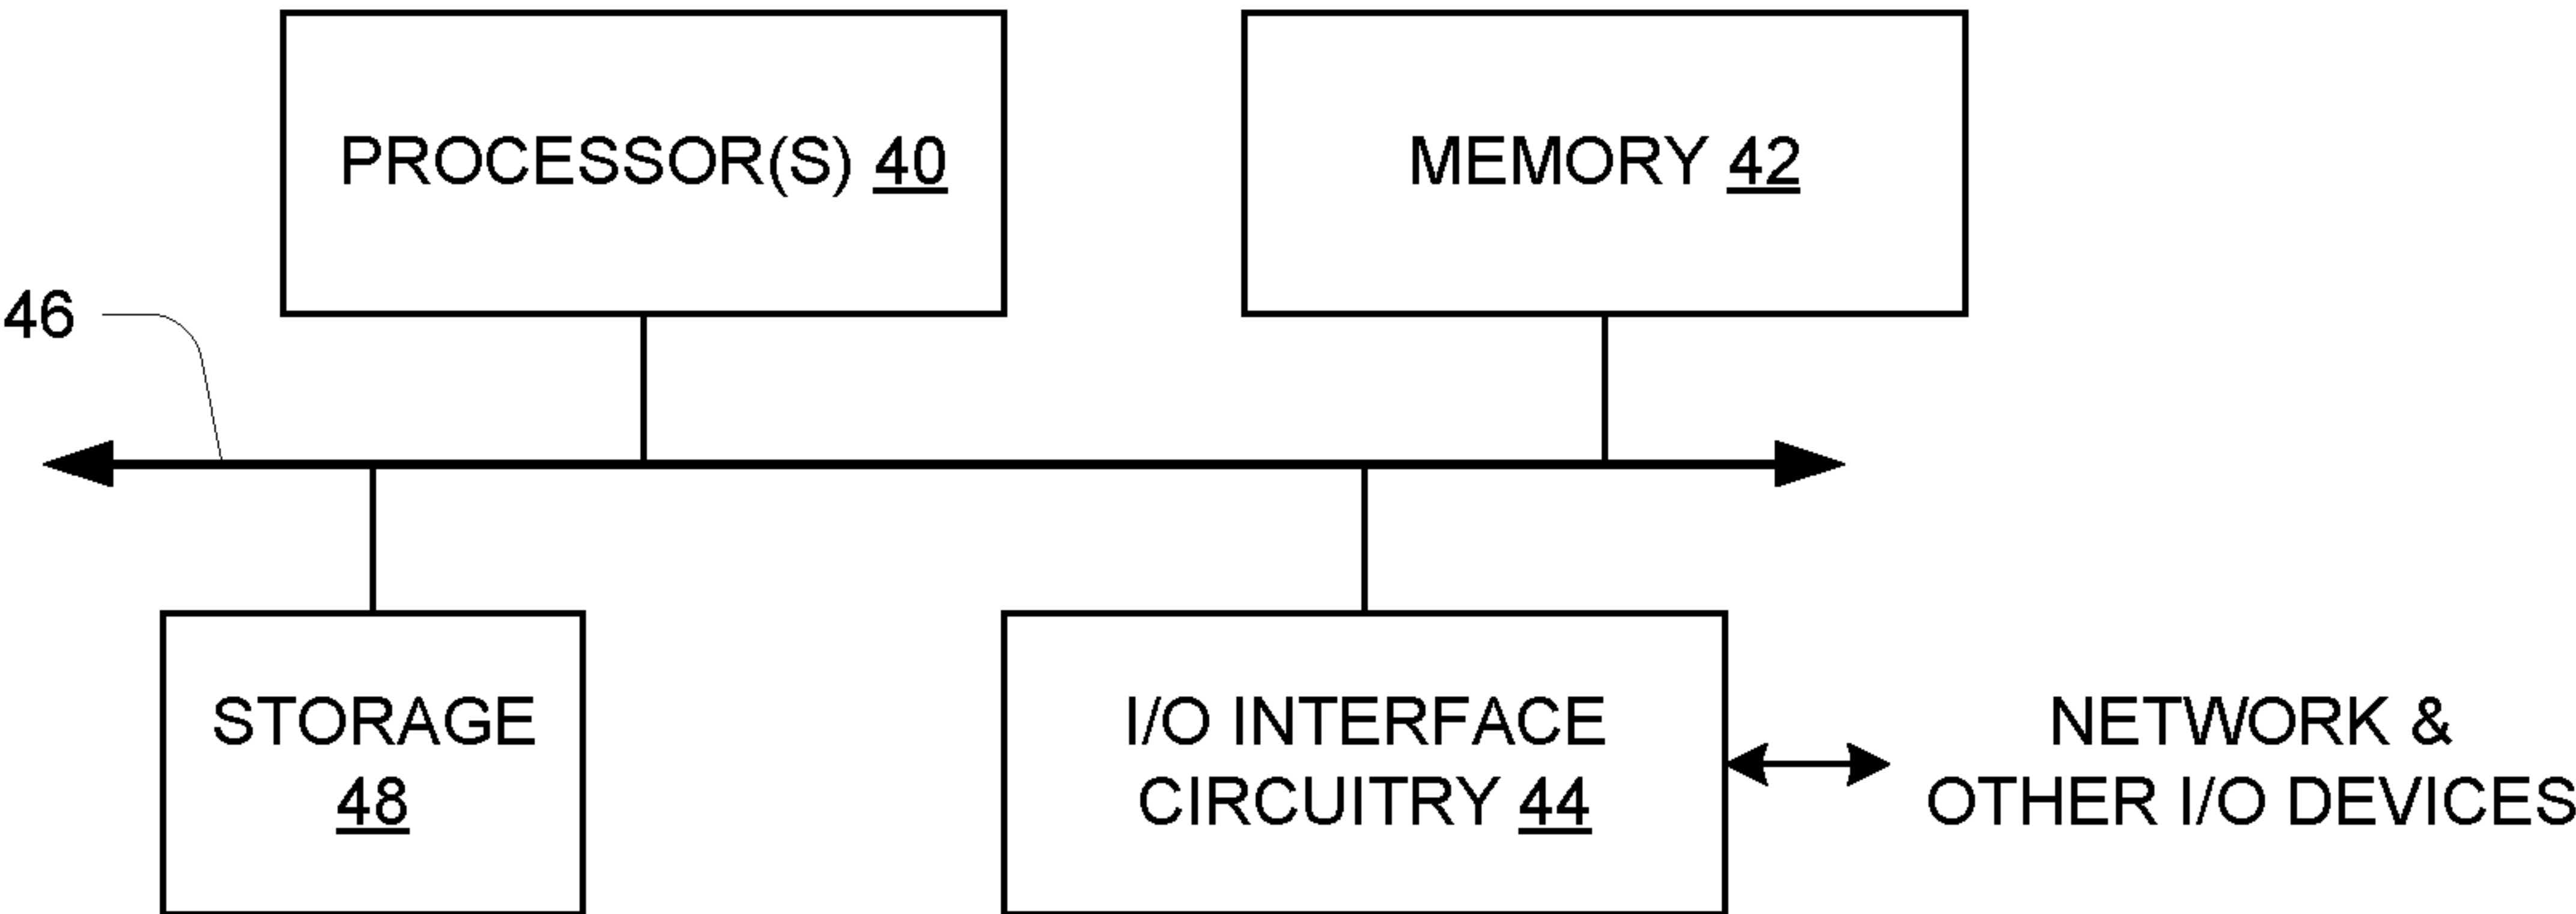 PROCESSOR(S) 40
MEMORY 42
46
STORAGE
48
I/O INTERFACE
CIRCUITRY 44
NETWORK &
OTHER I/O DEVICES